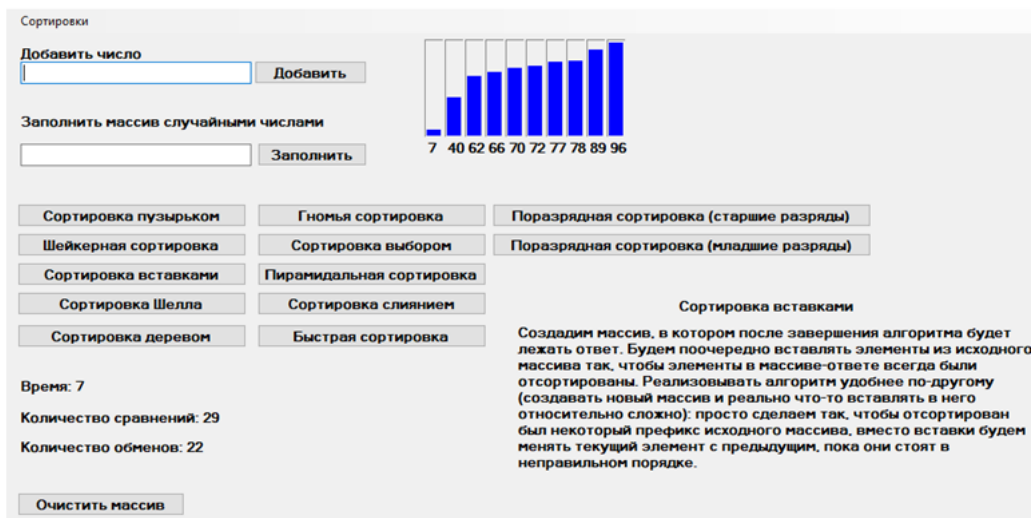 Сортировки
Добавить число
Добавить
Заполнить массив случайными числами
Заполнить
7 40 62 66 70 72 77 78 89 96
Сортировка пузырьком Гномья сортировка Поразрядная сортировка (старшие разряды)
Шейкерная сортировка Сортировка выбором Поразрядная сортировка (младшие разряды)
Сортировка вставками Пирамидальная сортировка
Сортировка Шелла Сортировка слиянием
Сортировка деревом Быстрая сортировка
Время: 7
Количество сравнений: 29
Количество обменов: 22
Очистить массив
Сортировка вставками
Создадим массив, в котором после завершения алгоритма будет
лежать ответ. Будем поочередно вставлять элементы из исходного
массива так, чтобы элементы в массиве-ответе всегда были
отсортированы. Реализовывать алгоритм удобнее по-другому
(создавать новый массив и реально что-то вставлять в него
относительно сложно): просто сделаем так, чтобы отсортирован
был некоторый префикс исходного массива, вместо вставки будем
менять текущий элемент с предыдущим, пока они стоят в
неправильном порядке.